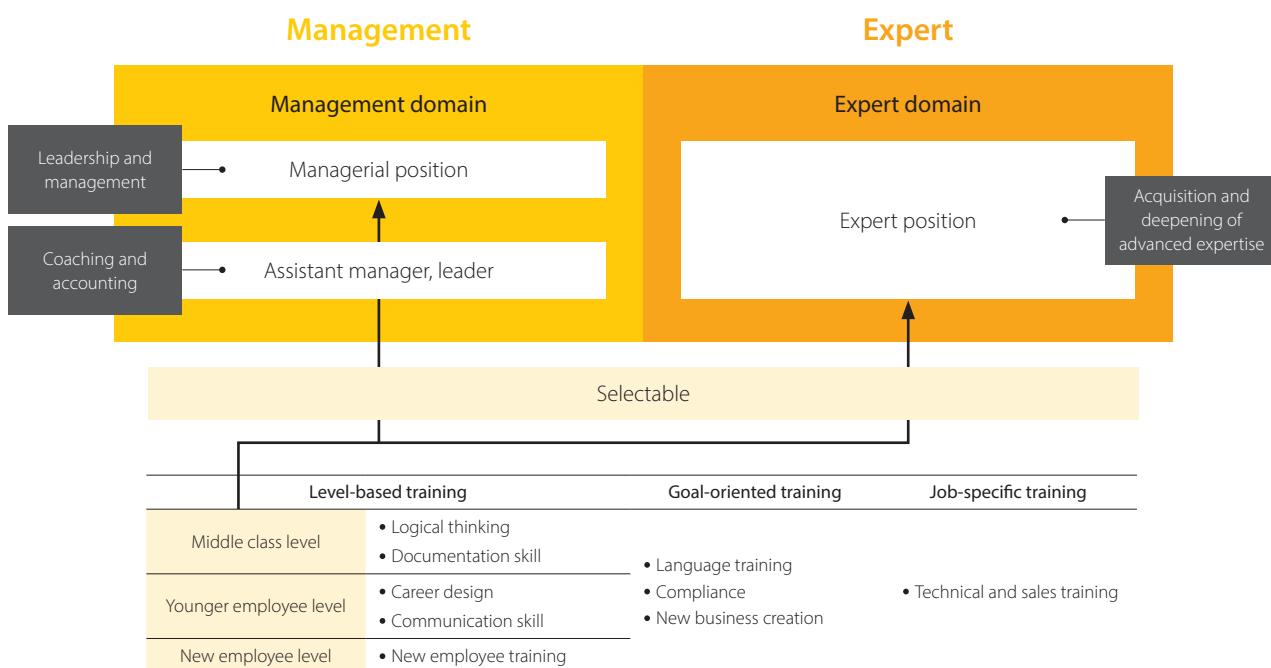 Management
Expert
Management domain
Expert domain
Leadership and
management
Managerial position
Expert position
Acquisition and
deepening of
advanced expertise
Coaching and
accounting
Assistant manager, leader
Selectable
Level-based training
Goal-oriented training
Job-specific training
Middle class level
• Logical thinking
• Documentation skill
Younger employee level
• Career design
• Communication skill
New employee level
• New employee training
• Language training
• Compliance
• New business creation
• Technical and sales training